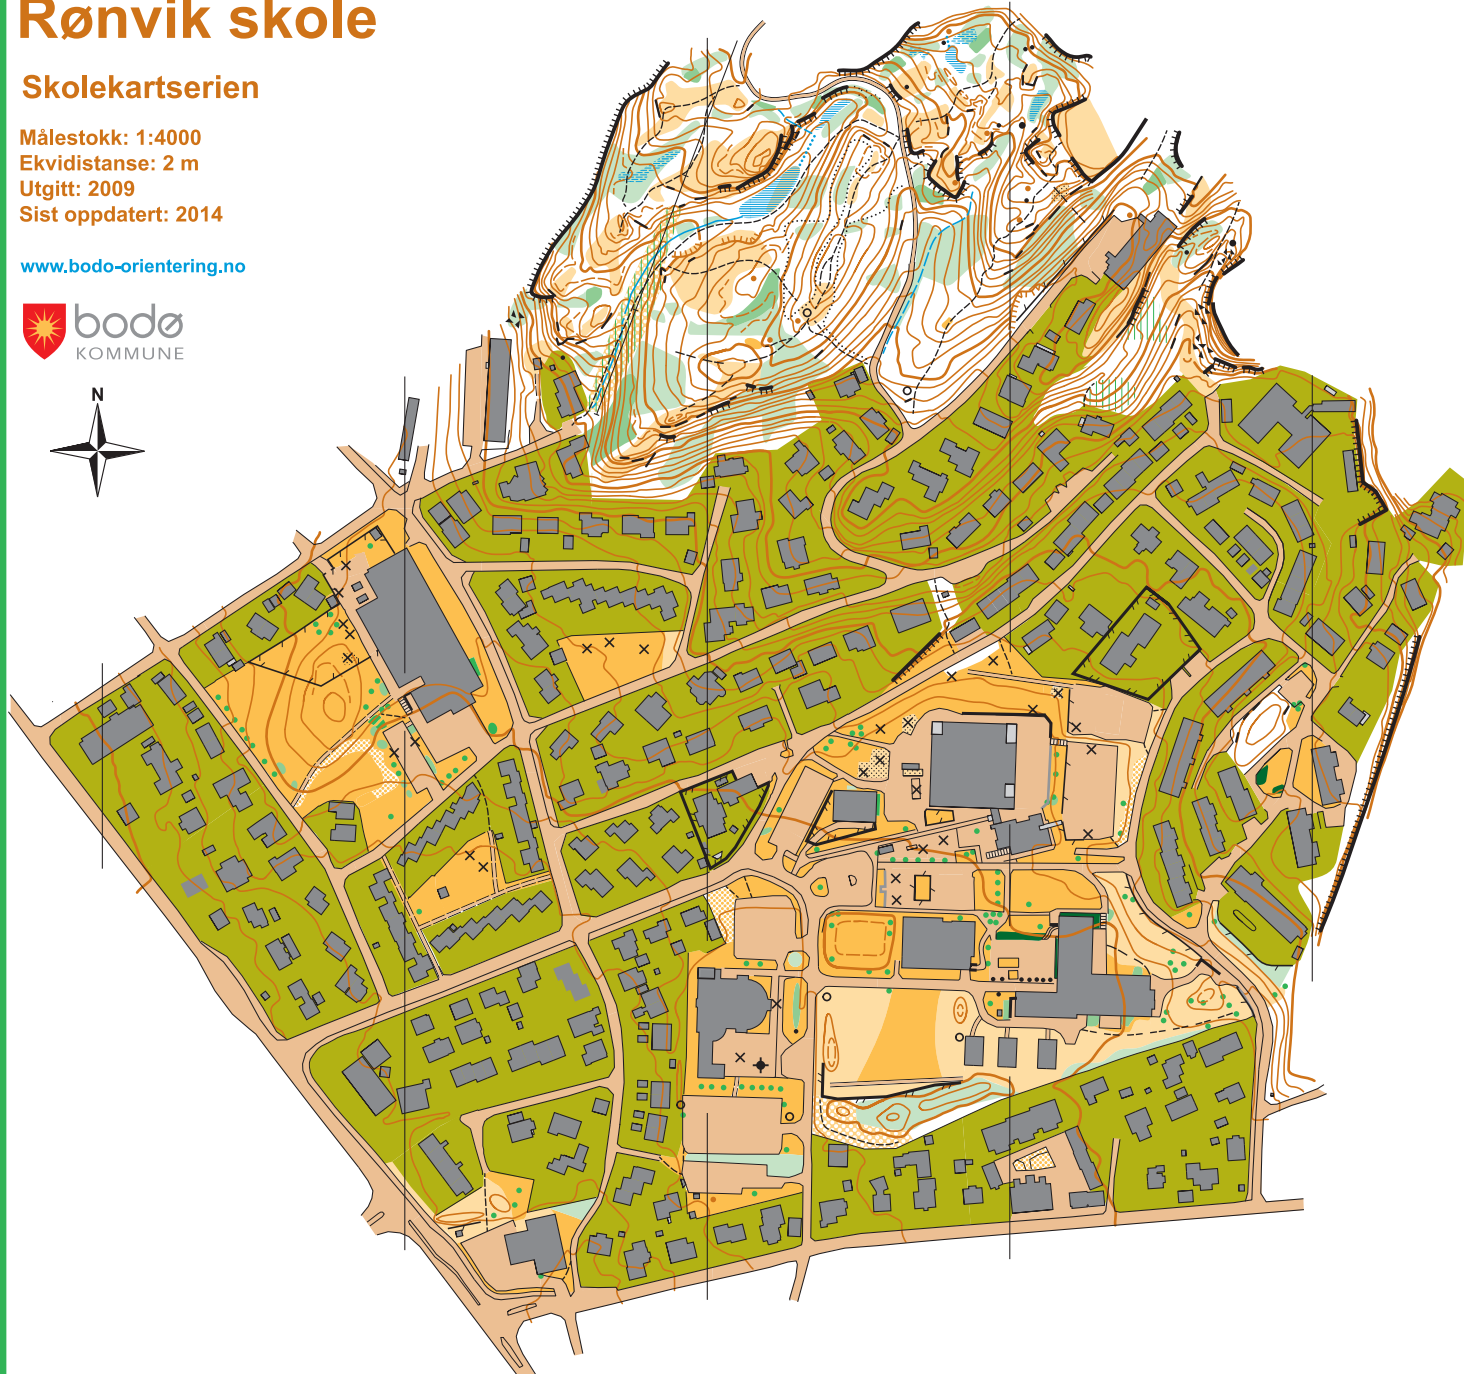 Rønvik skole
Skolekartserien
Målestokk: 1:4000
Ekvidistanse: 2 m
Utgitt: 2009
Sist oppdatert: 2014
www.bodo-orientering.no
bodø
KOMMUNE
N